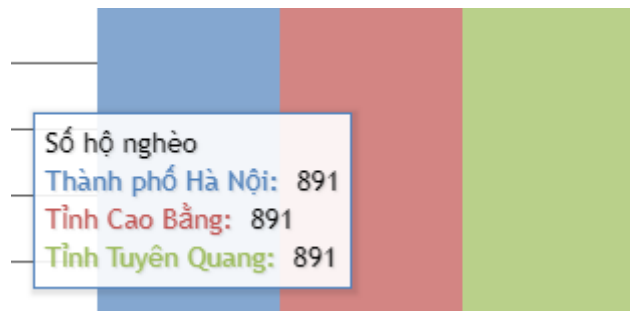 Số hộ nghèo
Thành phố Hà Nội: 891
Tỉnh Cao Bằng: 891
Tỉnh Tuyên Quang: 891